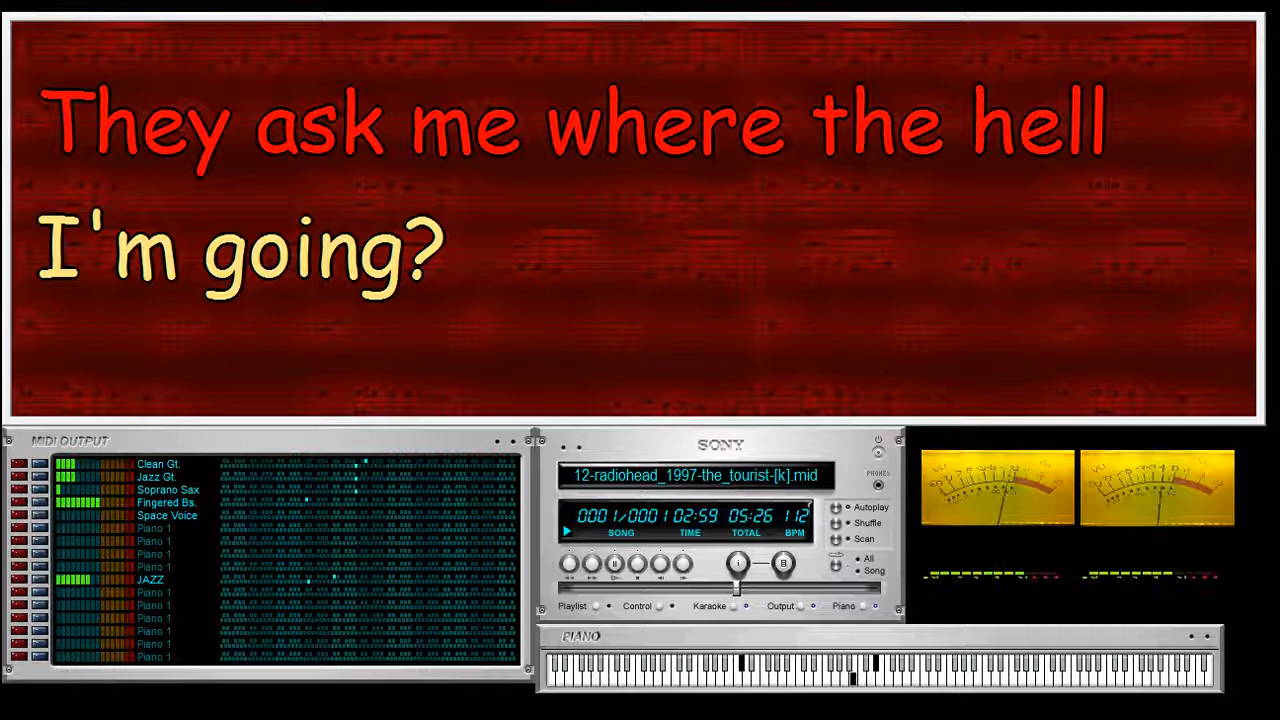 They ask me where the hell
I'm going?
MIDI OUTPUT
Clean Gt.
Jazz Gt.
Soprano Sax
Fingered Bs.
Space Voice
Piano 1
Piano 1
Piano 1
Piano 1
JAZZ
Piano 1
Piano 1
Piano 1
Piano 1
Piano 1
Piano 1
SONY
12-radiohead_1997-the_tourist-[k].mid
PHONES
0001/0001 02:59 05:26 112
SONG TIME TOTAL BPM
Autoplay
Shuffle
Scan
All
Song
Playlist Control Karaoke Output Piano
PIANO
VU
VU